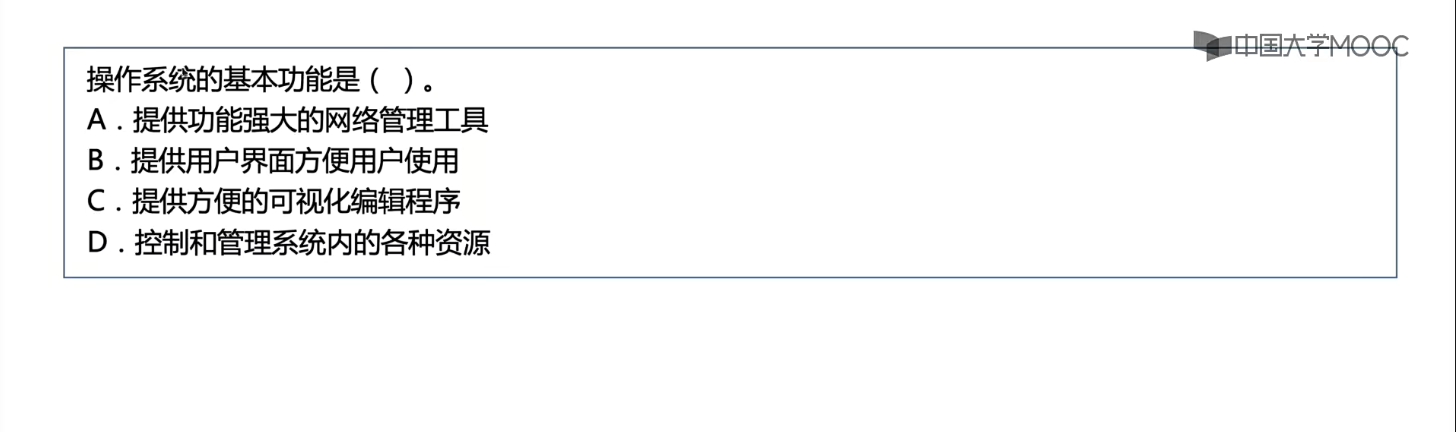 中国大学MOOC
操作系统的基本功能是（ ）。
A．提供功能强大的网络管理工具
B．提供用户界面方便用户使用
C．提供方便的可视化编辑程序
D．控制和管理系统内的各种资源